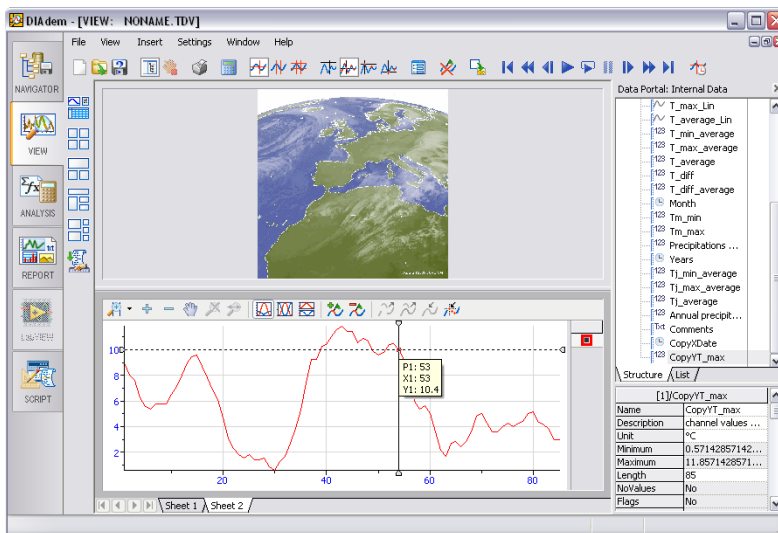 DIAdem - [VIEW: NONAME.TDV]
File View Insert Settings Window Help
NAVIGATOR
VIEW
ANALYSIS
REPORT
SCRIPT
Data Portal: Internal Data
T_max_Lin
T_average_Lin
T_min_average
T_max_average
T_average
T_diff
T_diff_average
Month
Tm_min
Tm_max
Precipitations ...
Years
Tj_min_average
Tj_max_average
Tj_average
Annual precipit...
Comments
CopyXDate
CopyYT_max
Structure List
[1]/CopyYT_max
Name CopyYT_max
Description channel values ...
Unit °C
Minimum 0.57142857142...
Maximum 11.8571428571...
Length 85
NoValues No
Flags No
10
8
6
4
2
20 40 60 80
P1: 53
X1: 53
Y1: 10.4
Sheet 1 Sheet 2